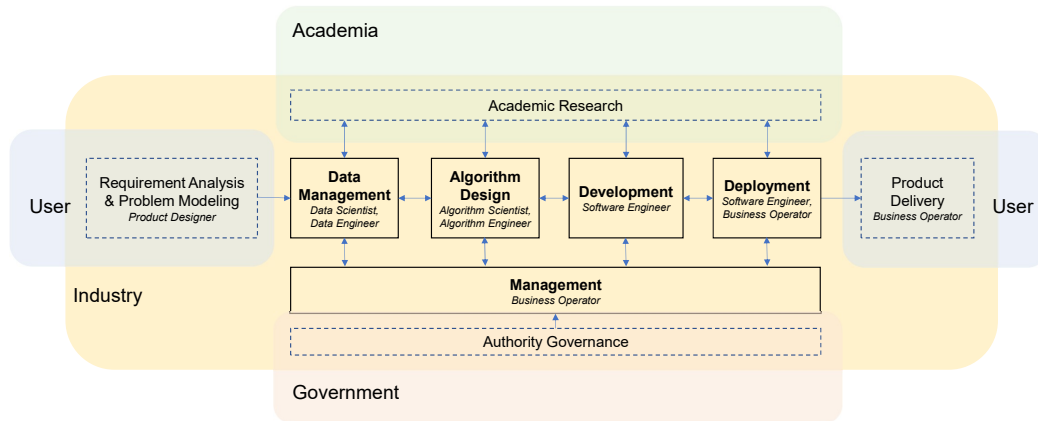 Academia
Academic Research
User
Requirement Analysis
& Problem Modeling
Product Designer
Data
Management
Data Scientist,
Data Engineer
Algorithm
Design
Algorithm Scientist,
Algorithm Engineer
Development
Software Engineer
Deployment
Software Engineer,
Business Operator
Product
Delivery
Business Operator
User
Industry
Management
Business Operator
Authority Governance
Government